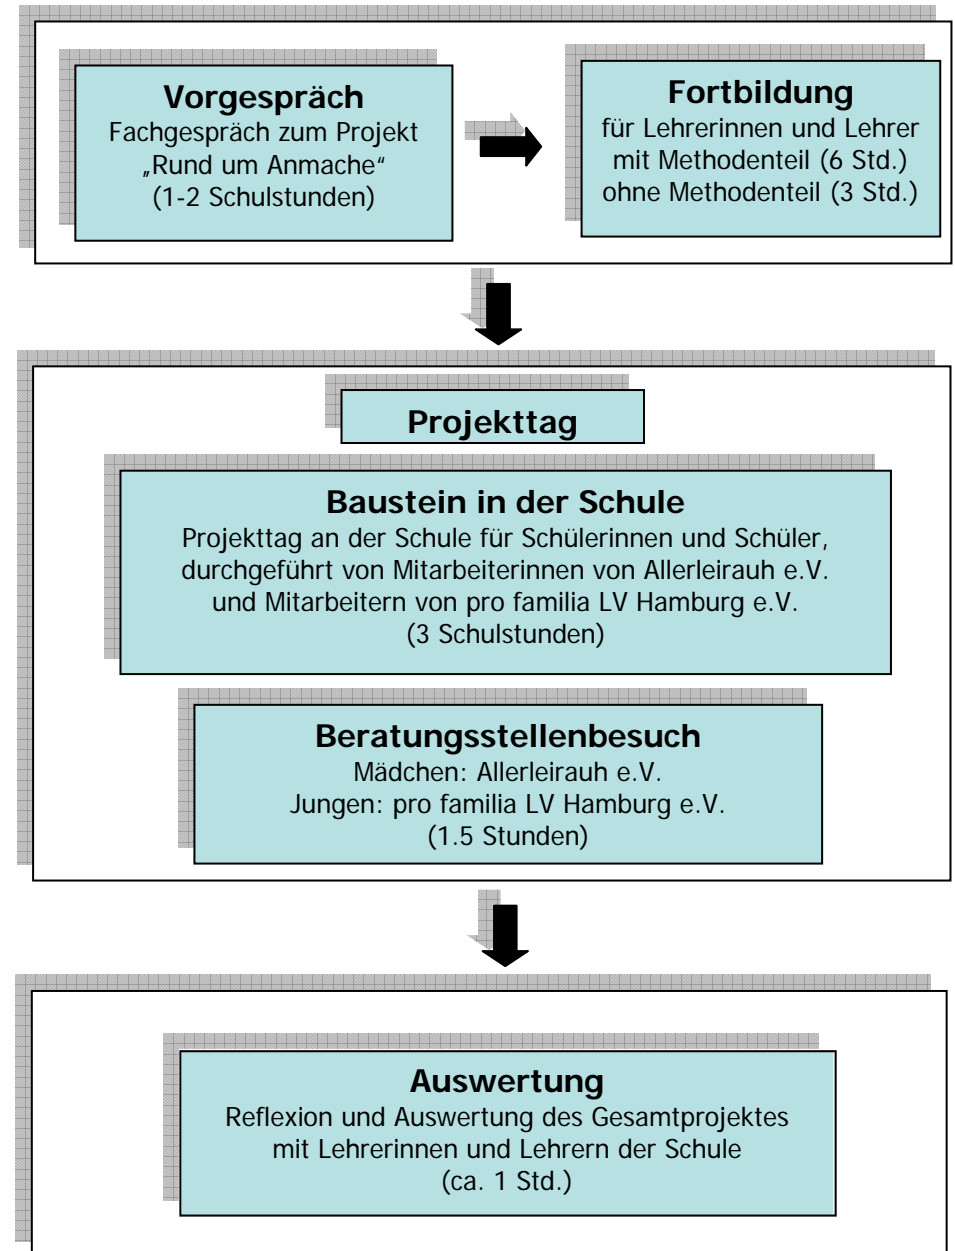 Vorgespräch
Fachgespräch zum Projekt
„Rund um Anmache“
(1-2 Schulstunden)
Fortbildung
für Lehrerinnen und Lehrer
mit Methodenteil (6 Std.)
ohne Methodenteil (3 Std.)
Projekttag
Baustein in der Schule
Projekttag an der Schule für Schülerinnen und Schüler,
durchgeführt von Mitarbeiterinnen von Allerleirauh e.V.
und Mitarbeitern von pro familia LV Hamburg e.V.
(3 Schulstunden)
Beratungsstellenbesuch
Mädchen: Allerleirauh e.V.
Jungen: pro familia LV Hamburg e.V.
(1.5 Stunden)
Auswertung
Reflexion und Auswertung des Gesamtprojektes
mit Lehrerinnen und Lehrern der Schule
(ca. 1 Std.)